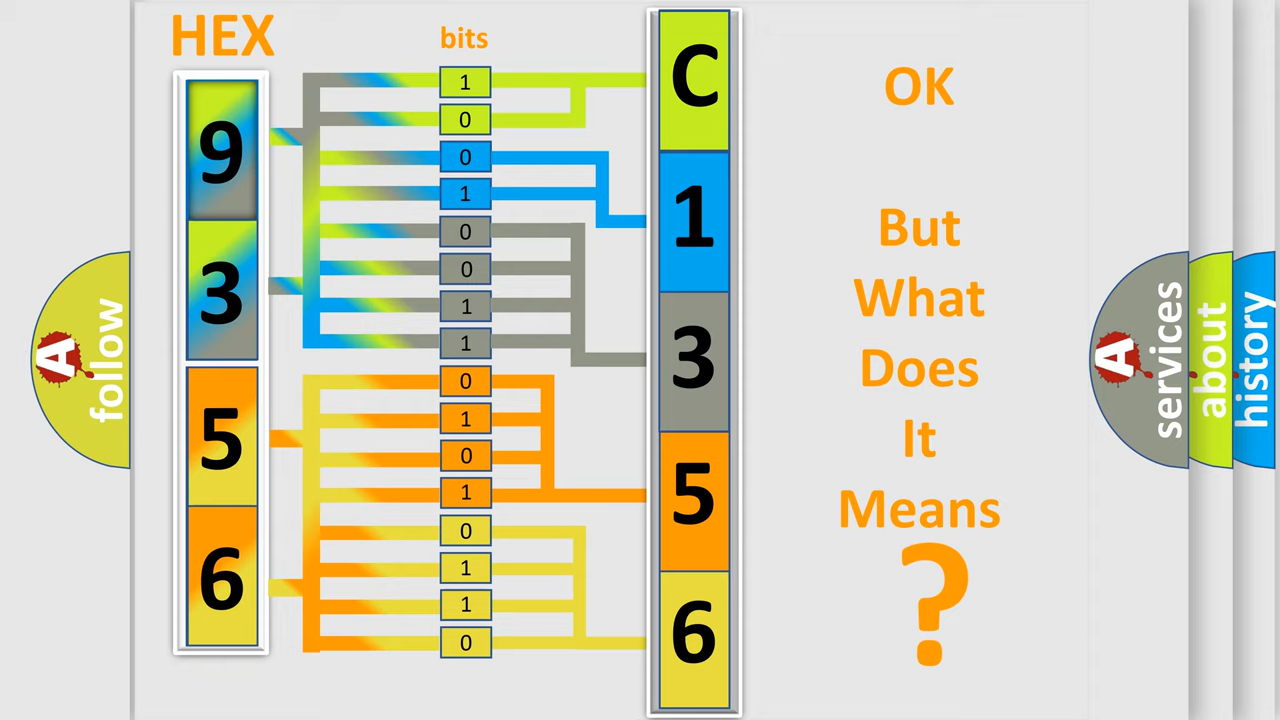 HEX
bits
9
3
5
6
1
0
0
1
0
0
1
1
0
1
0
1
0
1
1
0
C
1
3
5
6
OK
But
What
Does
It
Means
?
A
follow
A
services
about
history